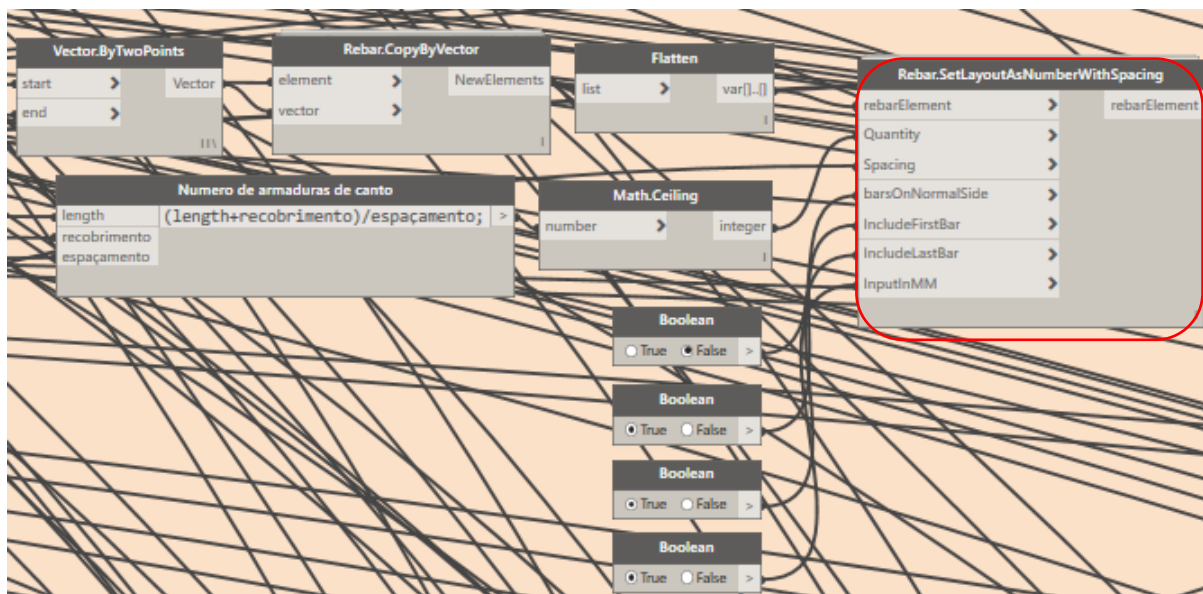 Vector.ByTwoPoints
start > Vector
end >
Rebar.CopyByVector
element > NewElements
vector >
Flatten
list > var[]..[]
Rebar.SetLayoutAsNumberWithSpacing
rebarElement > rebarElement
Quantity >
Spacing >
barsOnNormalSide >
IncludeFirstBar >
IncludeLastBar >
InputInMM >
Numero de armaduras de canto
length (length+recobrimento)/espaçamento; >
recobrimento
espaçamento
Math.Ceiling
number > integer
Boolean
True False >
Boolean
True False >
Boolean
True False >
Boolean
True False >